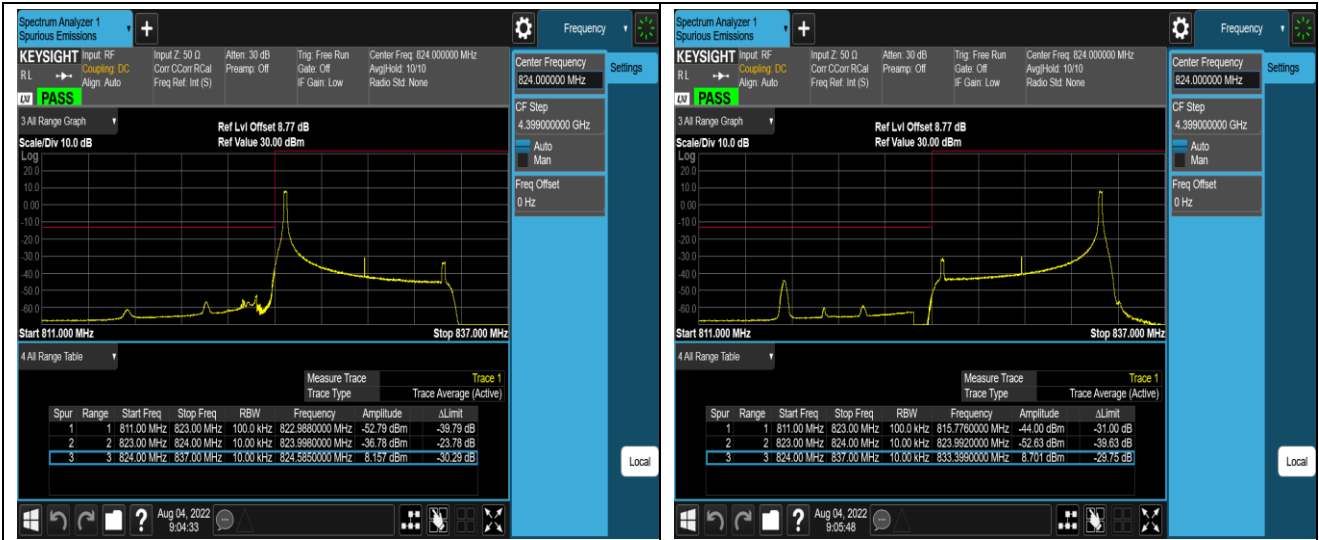 Spectrum Analyzer 1
Spurious Emissions
Frequency
KEYSIGHT Input: RF Input Z: 50 Ω Atten: 30 dB Trig: Free Run Center Freq: 824.000000 MHz
Coupling: DC Corr CCorr RCal Preamp: Off Gate: Off Avg|Hold: 10/10
RL Align: Auto Freq Ref: Int (S) IF Gain: Low Radio Std: None
LXI PASS
Center Frequency
824.000000 MHz
Settings
CF Step
4.399000000 GHz
Auto
Man
Freq Offset
0 Hz
3 All Range Graph
Ref Lvl Offset 8.77 dB
Scale/Div 10.0 dB Ref Value 30.00 dBm
Log
20.0
10.0
0.00
-10.0
-20.0
-30.0
-40.0
-50.0
-60.0
Start 811.000 MHz Stop 837.000 MHz
4 All Range Table
Measure Trace Trace 1
Trace Type Trace Average (Active)
Spur Range Start Freq Stop Freq RBW Frequency Amplitude ΔLimit
1 1 811.00 MHz 823.00 MHz 100.0 kHz 822.9880000 MHz -52.79 dBm -39.79 dB
2 2 823.00 MHz 824.00 MHz 10.00 kHz 823.9980000 MHz -36.78 dBm -23.78 dB
3 3 824.00 MHz 837.00 MHz 10.00 kHz 824.5850000 MHz 8.157 dBm -30.29 dB
Local
?
Aug 04, 2022
9:04:33
Spectrum Analyzer 1
Spurious Emissions
Frequency
KEYSIGHT Input: RF Input Z: 50 Ω Atten: 30 dB Trig: Free Run Center Freq: 824.000000 MHz
Coupling: DC Corr CCorr RCal Preamp: Off Gate: Off Avg|Hold: 10/10
RL Align: Auto Freq Ref: Int (S) IF Gain: Low Radio Std: None
LXI PASS
Center Frequency
824.000000 MHz
Settings
CF Step
4.399000000 GHz
Auto
Man
Freq Offset
0 Hz
3 All Range Graph
Ref Lvl Offset 8.77 dB
Scale/Div 10.0 dB Ref Value 30.00 dBm
Log
20.0
10.0
0.00
-10.0
-20.0
-30.0
-40.0
-50.0
-60.0
Start 811.000 MHz Stop 837.000 MHz
4 All Range Table
Measure Trace Trace 1
Trace Type Trace Average (Active)
Spur Range Start Freq Stop Freq RBW Frequency Amplitude ΔLimit
1 1 811.00 MHz 823.00 MHz 100.0 kHz 815.7760000 MHz -44.00 dBm -31.00 dB
2 2 823.00 MHz 824.00 MHz 10.00 kHz 823.9920000 MHz -52.63 dBm -39.63 dB
3 3 824.00 MHz 837.00 MHz 10.00 kHz 833.3990000 MHz 8.701 dBm -29.75 dB
Local
?
Aug 04, 2022
9:05:48